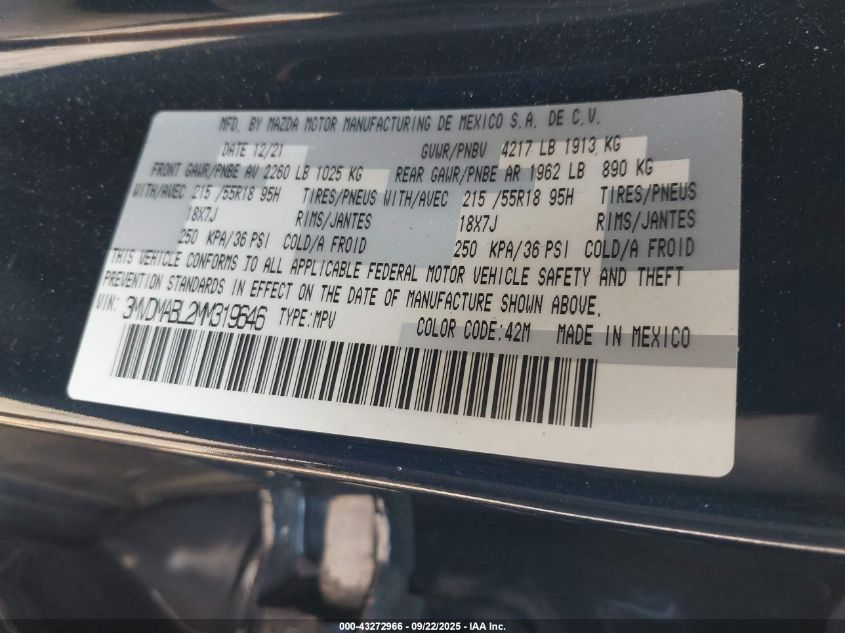 MFD. BY MAZDA MOTOR MANUFACTURING DE MEXICO S.A. DE C.V.
DATE 12/21 GVWR/PNBV 4217 LB 1913 KG
FRONT GAWR/PNBE AV 2260 LB 1025 KG REAR GAWR/PNBE AR 1962 LB 890 KG
WITH/AVEC 215 /55R18 95H TIRES/PNEUS WITH/AVEC 215 /55R18 95H TIRES/PNEUS
18X7J RIMS/JANTES 18X7J RIMS/JANTES
250 KPA/36 PSI COLD/A FROID 250 KPA/36 PSI COLD/A FROID
THIS VEHICLE CONFORMS TO ALL APPLICABLE FEDERAL MOTOR VEHICLE SAFETY AND THEFT
PREVENTION STANDARDS IN EFFECT ON THE DATE OF MANUFACTURE SHOWN ABOVE.
VIN: 3MVDMABL2MM319646 TYPE:MPV COLOR CODE:42M MADE IN MEXICO
000-43272966 - 09/22/2025 - IAA Inc.